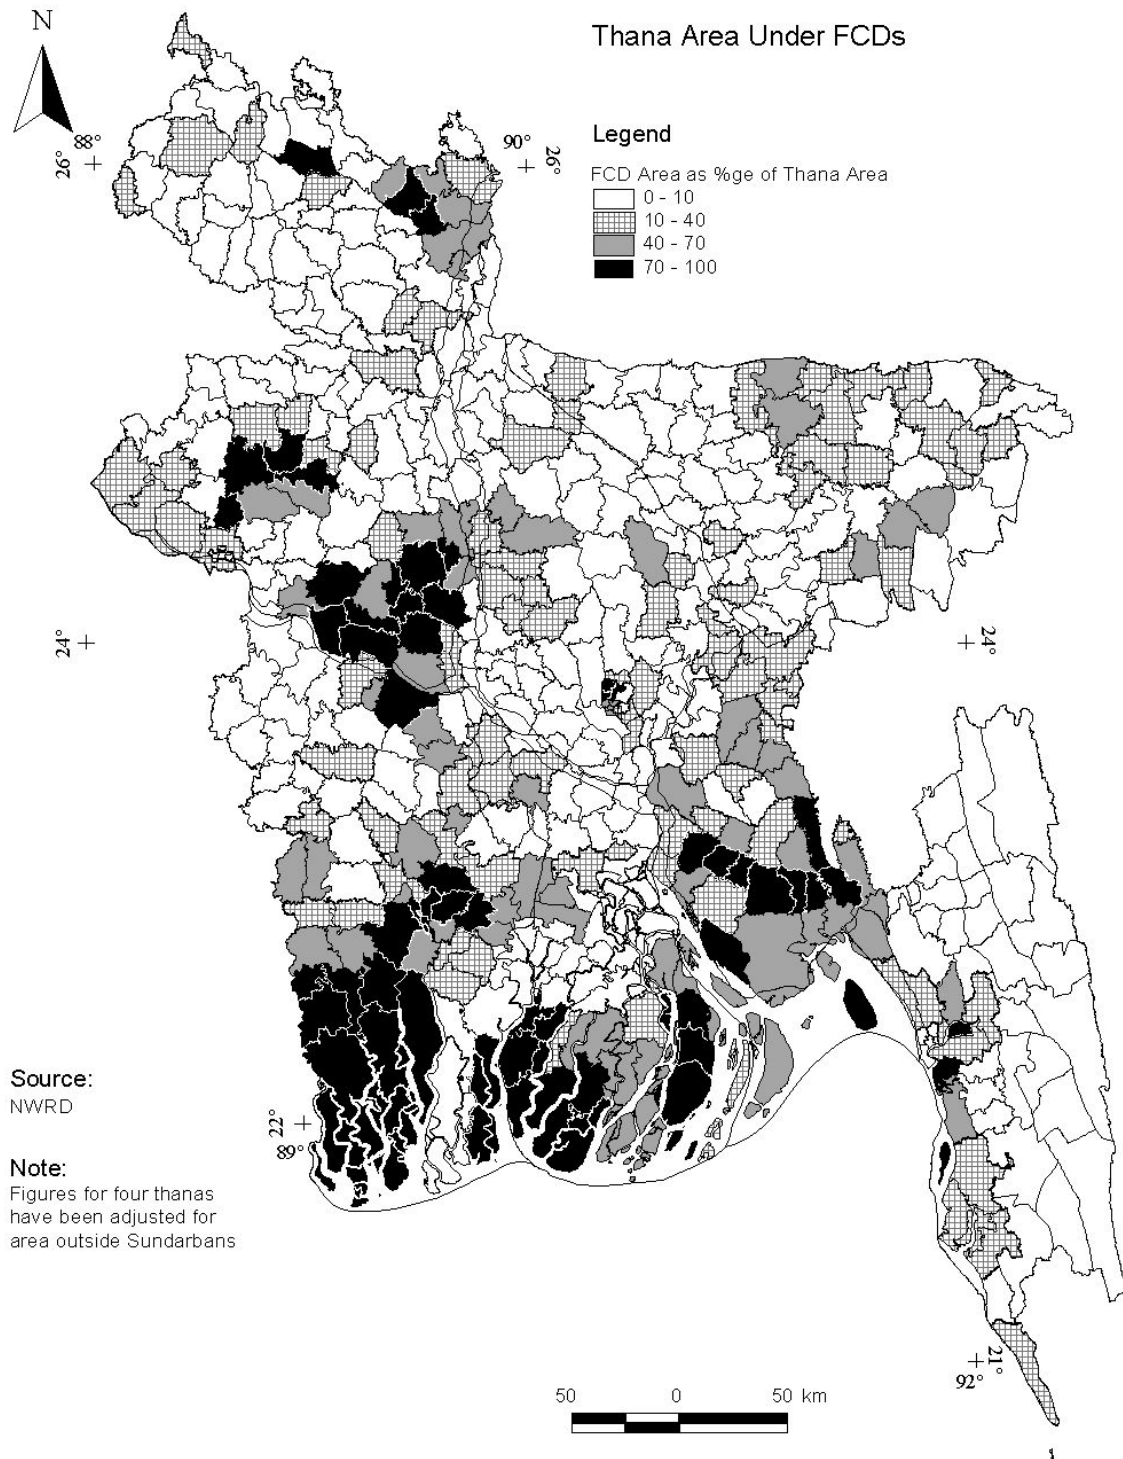 N
Thana Area Under FCDs
Legend
FCD Area as %ge of Thana Area
0 - 10
10 - 40
40 - 70
70 - 100
88°
26°
90°
26°
24°
24°
22°
89°
Source:
NWRD
Note:
Figures for four thanas
have been adjusted for
area outside Sundarbans
21°
92°
50 0 50 km